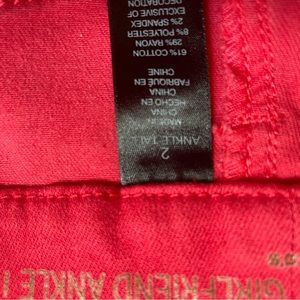 2
ANKLE TALL
MADE IN
CHINA
HECHO EN
CHINA
FABRIQUÉ EN
CHINE
61% COTTON
29% RAYON
8% POLYESTER
2% SPANDEX
EXCLUSIVE OF
DECORATION
GIRLFRIEND ANKLE